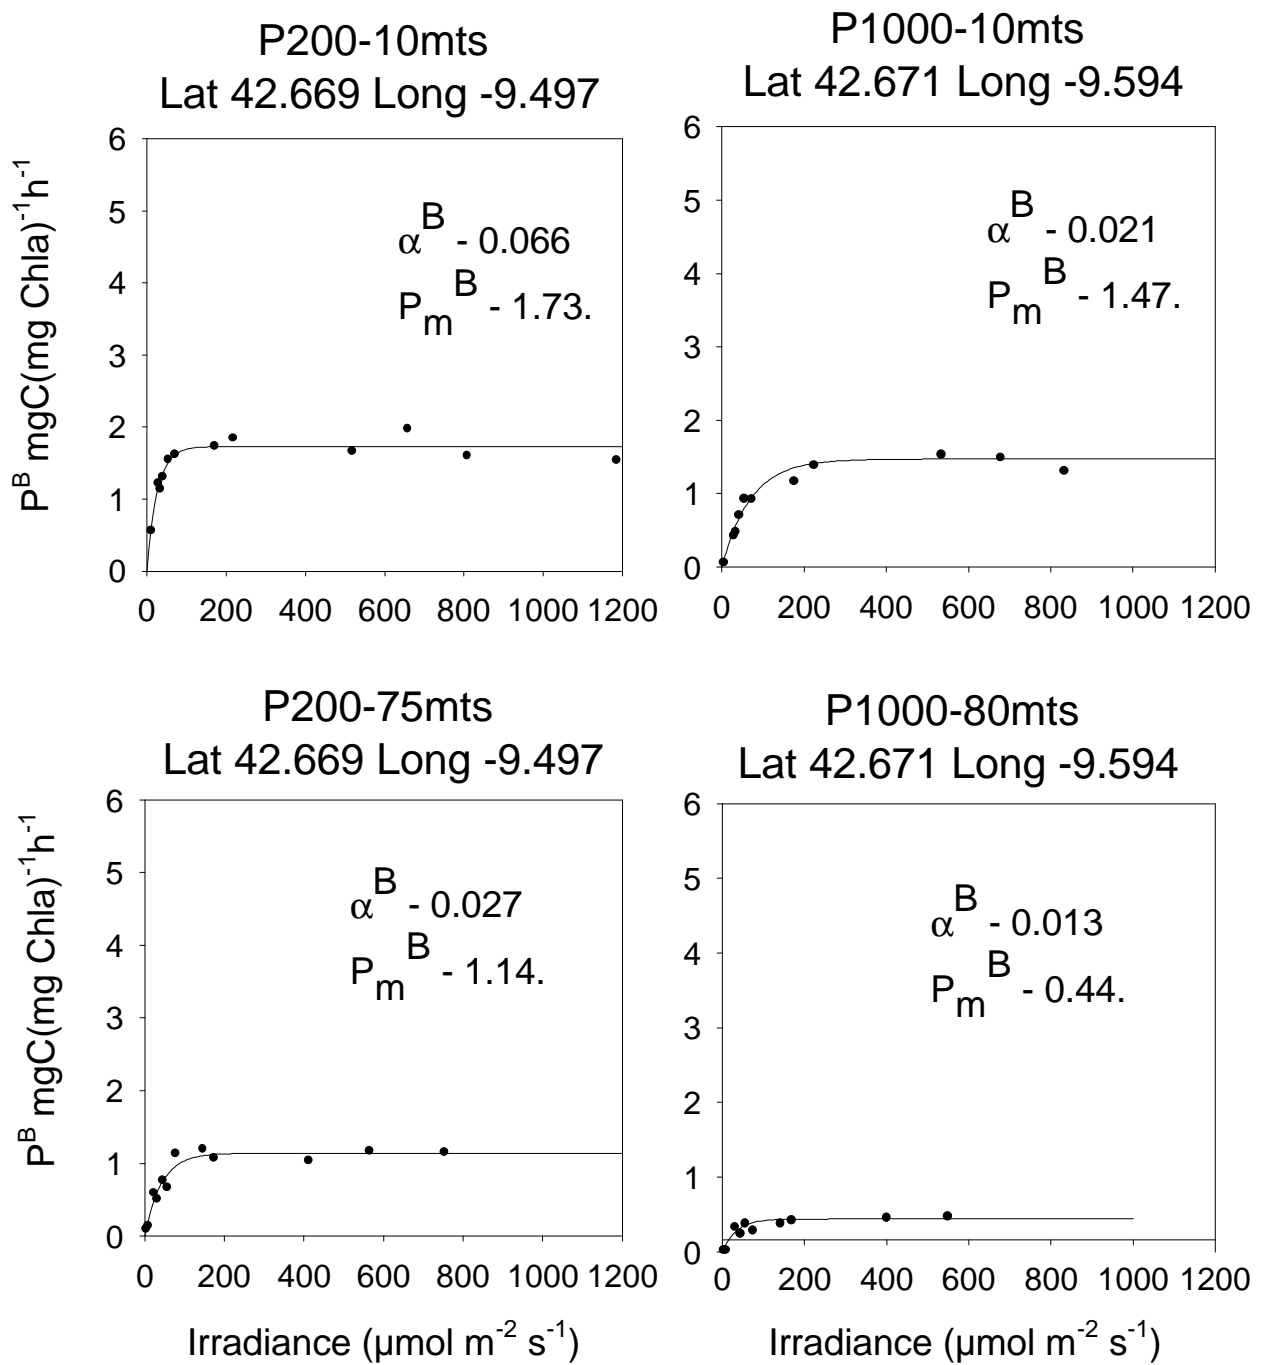 P200-10mts
Lat 42.669 Long -9.497
P^B mgC(mg Chla)^-1h^-1
6
5
4
3
2
1
0
α^B - 0.066
P_m^B - 1.73.
0 200 400 600 800 1000 1200
P1000-10mts
Lat 42.671 Long -9.594
6
5
4
3
2
1
0
α^B - 0.021
P_m^B - 1.47.
0 200 400 600 800 1000 1200
P200-75mts
Lat 42.669 Long -9.497
P^B mgC(mg Chla)^-1h^-1
6
5
4
3
2
1
0
α^B - 0.027
P_m^B - 1.14.
0 200 400 600 800 1000 1200
Irradiance (µmol m^-2 s^-1)
P1000-80mts
Lat 42.671 Long -9.594
6
5
4
3
2
1
0
α^B - 0.013
P_m^B - 0.44.
0 200 400 600 800 1000 1200
Irradiance (µmol m^-2 s^-1)